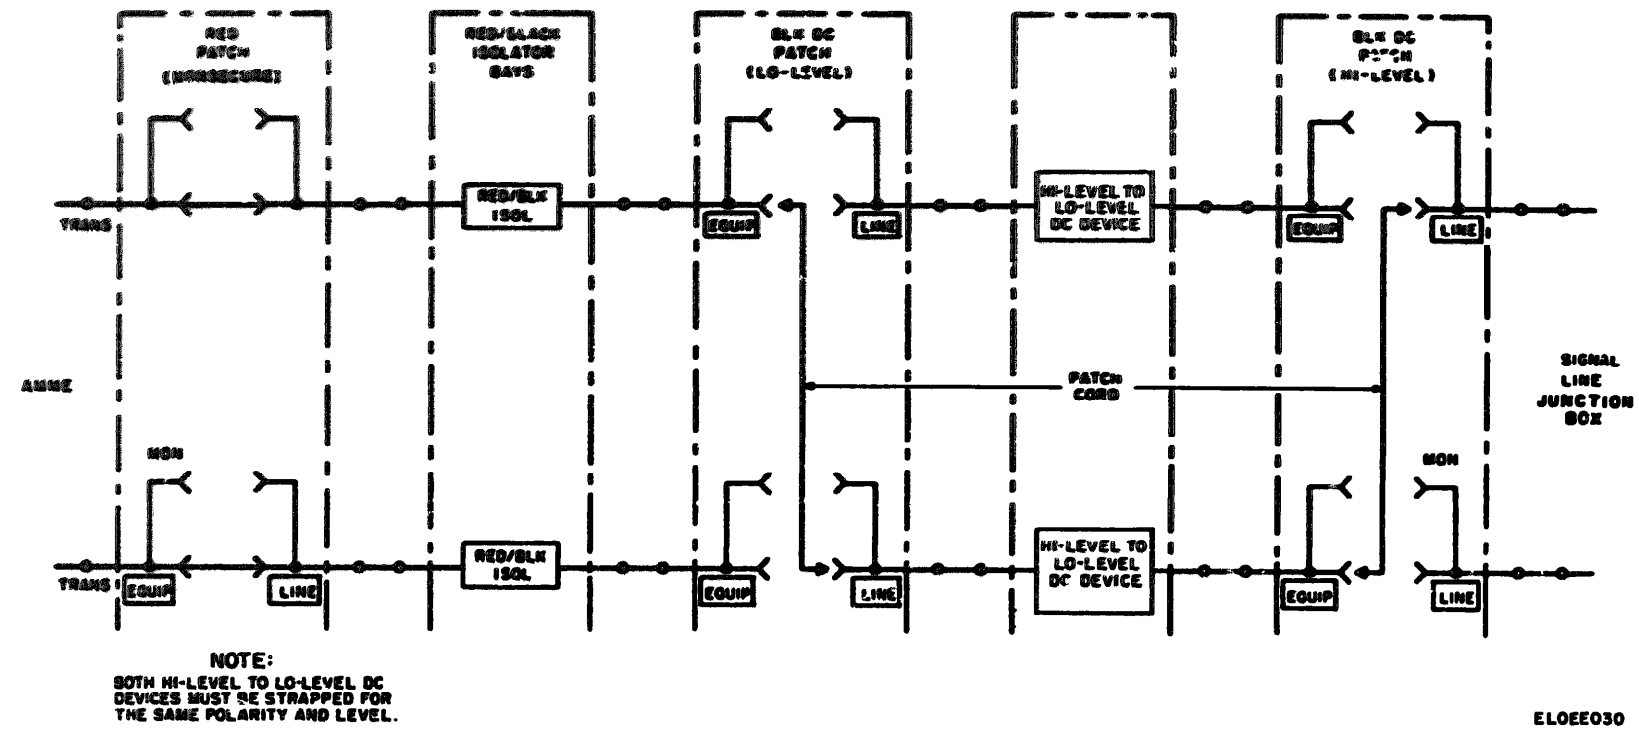 RED
PATCH
(NONSECURE)
RED/BLACK
ISOLATOR
BAYS
BLK DC
PATCH
(LO-LEVEL)
BLK DC
PATCH
(HI-LEVEL)
TRANS
RED/BLK
ISOL
EQUIP
LINE
HI-LEVEL TO
LO-LEVEL
DC DEVICE
EQUIP
LINE
PATCH
CORD
SIGNAL
LINE
JUNCTION
BOX
MON
MON
TRANS
EQUIP
LINE
RED/BLK
ISOL
EQUIP
LINE
HI-LEVEL TO
LO-LEVEL
DC DEVICE
EQUIP
LINE
NOTE:
BOTH HI-LEVEL TO LO-LEVEL DC
DEVICES MUST BE STRAPPED FOR
THE SAME POLARITY AND LEVEL.
EL0EE030